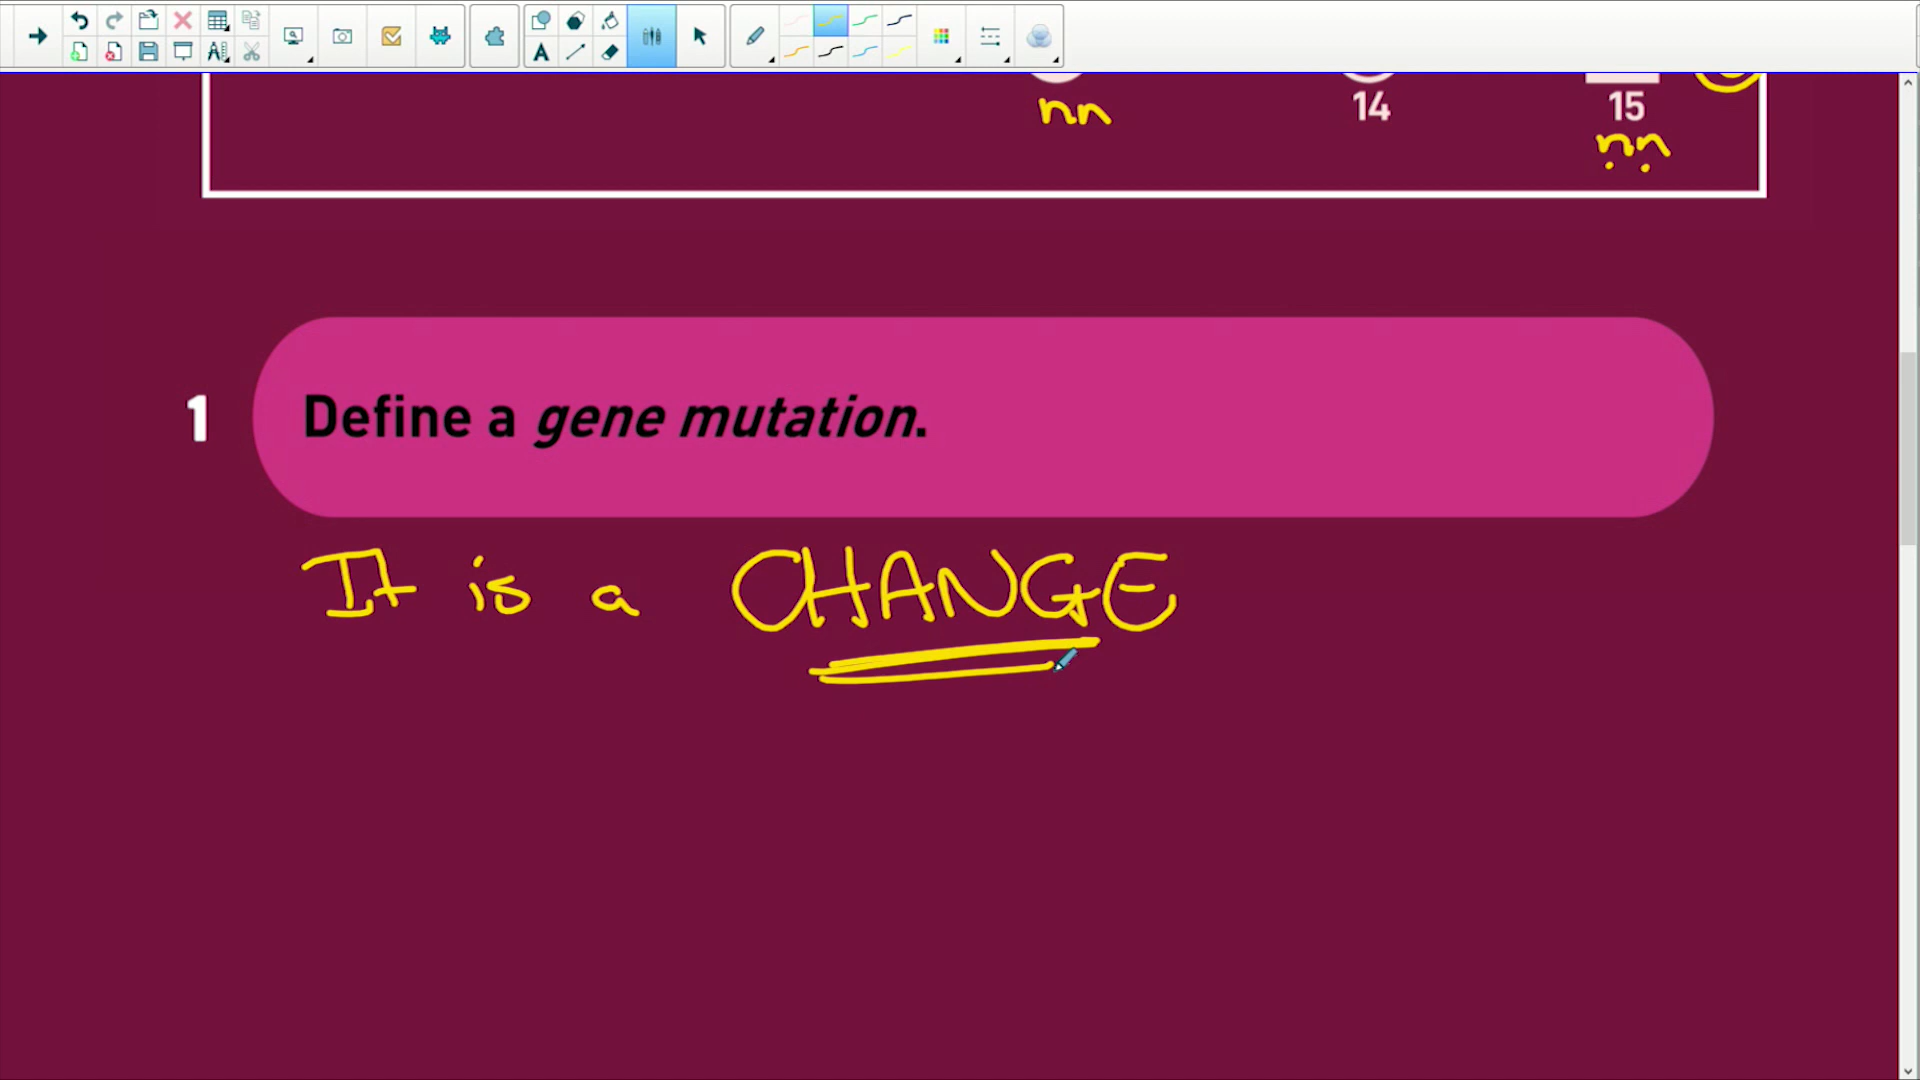 nn 14 15
nn
1 Define a gene mutation.
It is a CHANGE